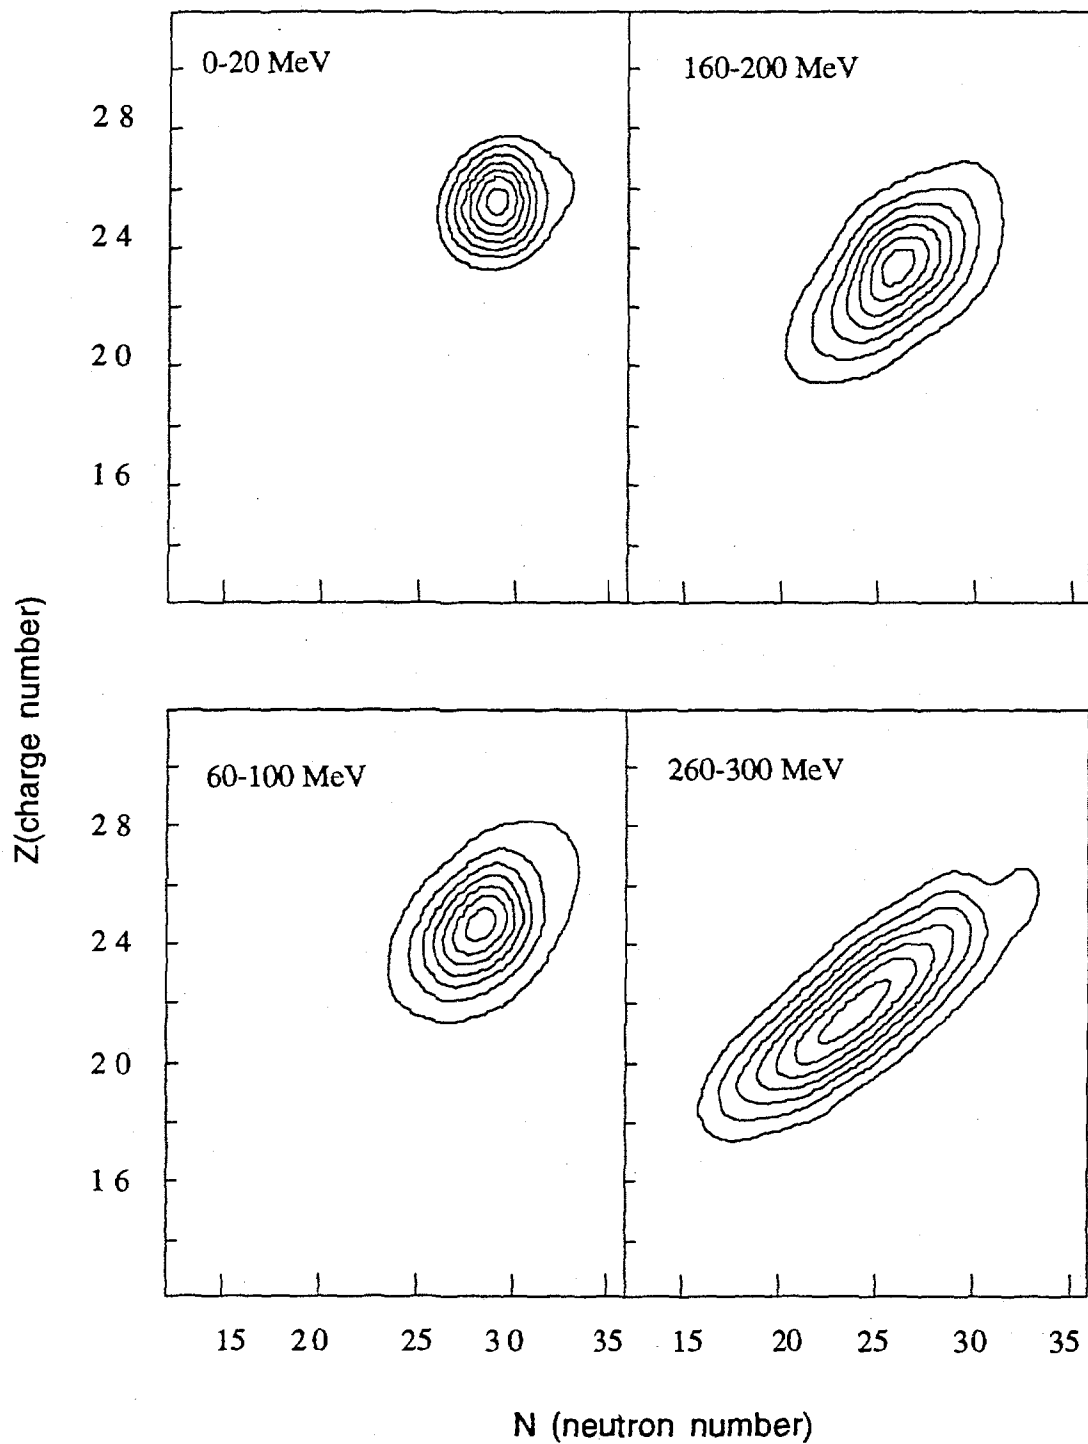 0-20 MeV
160-200 MeV
28
24
20
16
Z(charge number)
60-100 MeV
260-300 MeV
28
24
20
16
15 20 25 30 35 15 20 25 30 35
N (neutron number)